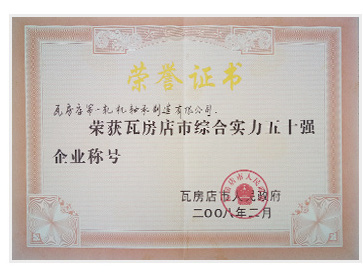 荣誉证书
瓦房店第一轧机轴承制造有限公司:
荣获瓦房店市综合实力五十强
企业称号
瓦房店市人民政府
二〇〇八年二月